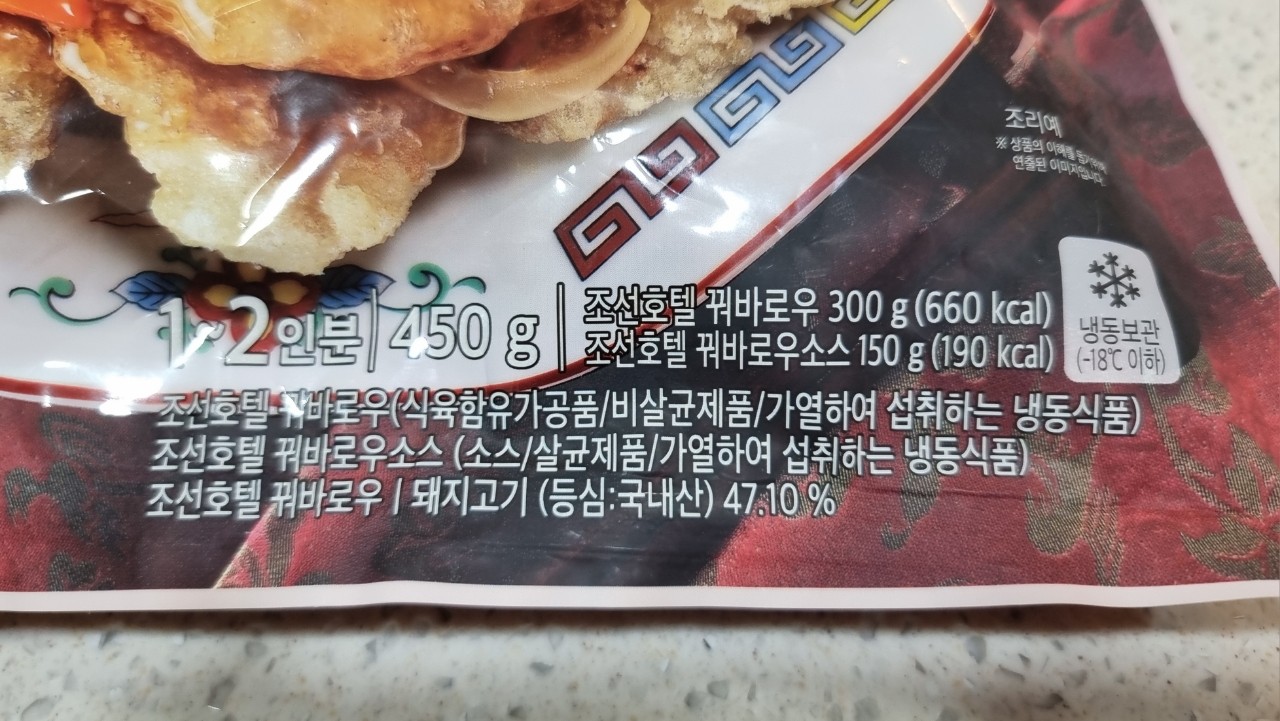 조리예
※ 상품의 이해를 돕기위해
연출된 이미지입니다.
1~2인분 | 450 g | 조선호텔 꿔바로우 300 g (660 kcal)
조선호텔 꿔바로우소스 150 g (190 kcal)
냉동보관
(-18℃ 이하)
조선호텔 꿔바로우(식육함유가공품/비살균제품/가열하여 섭취하는 냉동식품)
조선호텔 꿔바로우소스 (소스/살균제품/가열하여 섭취하는 냉동식품)
조선호텔 꿔바로우 | 돼지고기 (등심:국내산) 47.10 %